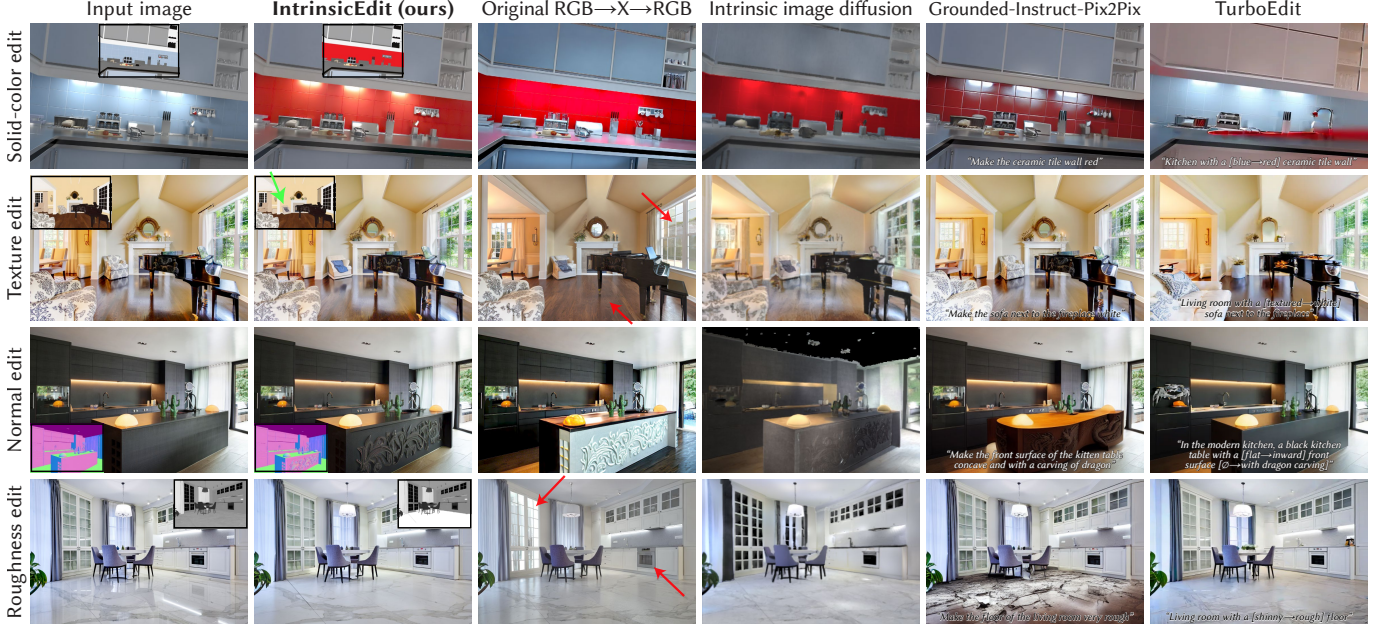 Input image
IntrinsicEdit (ours)
Original RGB→X→RGB
Intrinsic image diffusion
Grounded-Instruct-Pix2Pix
TurboEdit
Solid-color edit
"Make the ceramic tile wall red"
"Kitchen with a [blue→red] ceramic tile wall"
Texture edit
"Make the sofa next to the fireplace white"
"Living room with a [textured→white]
sofa next to the fireplace"
Normal edit
"Make the front surface of the kitten table
concave and with a carving of dragon"
"In the modern kitchen, a black kitchen
table with a [flat→inward] front
surface [∅→with dragon carving]"
Roughness edit
"Make the floor of the living room very rough"
"Living room with a [shinny→rough] floor"